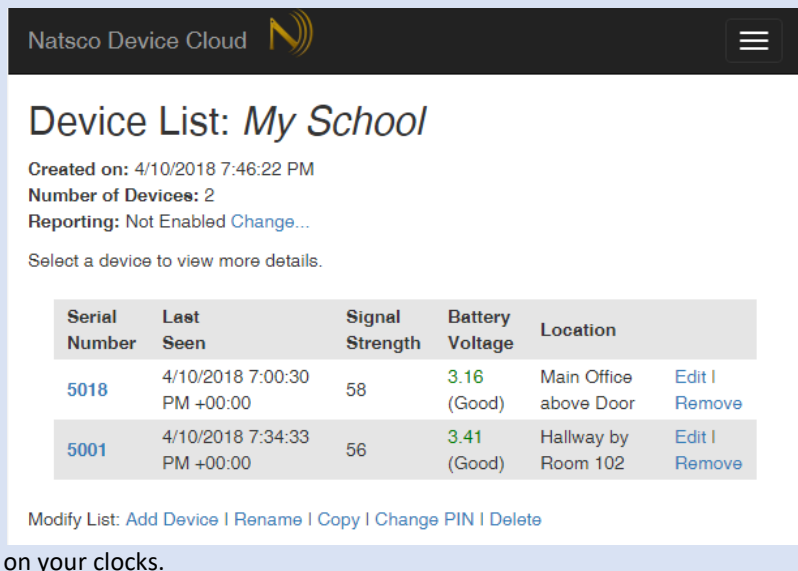 Natsco Device Cloud
Device List: My School
Created on: 4/10/2018 7:46:22 PM
Number of Devices: 2
Reporting: Not Enabled Change...
Select a device to view more details.
Serial Number Last Seen Signal Strength Battery Voltage Location
5018 4/10/2018 7:00:30 PM +00:00 58 3.16 (Good) Main Office above Door Edit | Remove
5001 4/10/2018 7:34:33 PM +00:00 56 3.41 (Good) Hallway by Room 102 Edit | Remove
Modify List: Add Device | Rename | Copy | Change PIN | Delete
on your clocks.